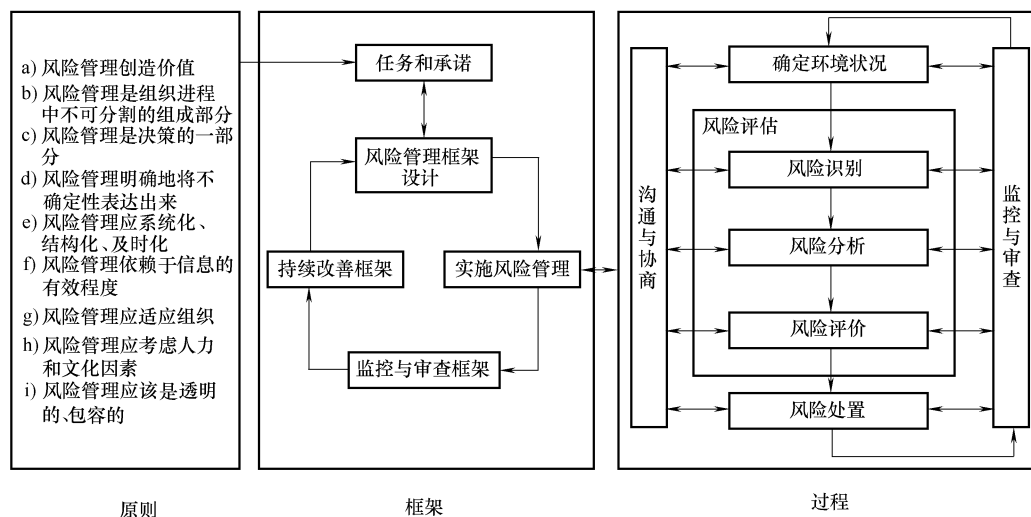 a) 风险管理创造价值
b) 风险管理是组织进程
中不可分割的组成部分
c) 风险管理是决策的一部
分
d) 风险管理明确地将不
确定性表达出来
e) 风险管理应系统化、
结构化、及时化
f) 风险管理依赖于信息的
有效程度
g) 风险管理应适应组织
h) 风险管理应考虑人力
和文化因素
i) 风险管理应该是透明
的、包容的
原则
任务和承诺
风险管理框架
设计
持续改善框架
实施风险管理
监控与审查框架
框架
沟通与协商
确定环境状况
风险评估
风险识别
风险分析
风险评价
风险处置
监控与审查
过程